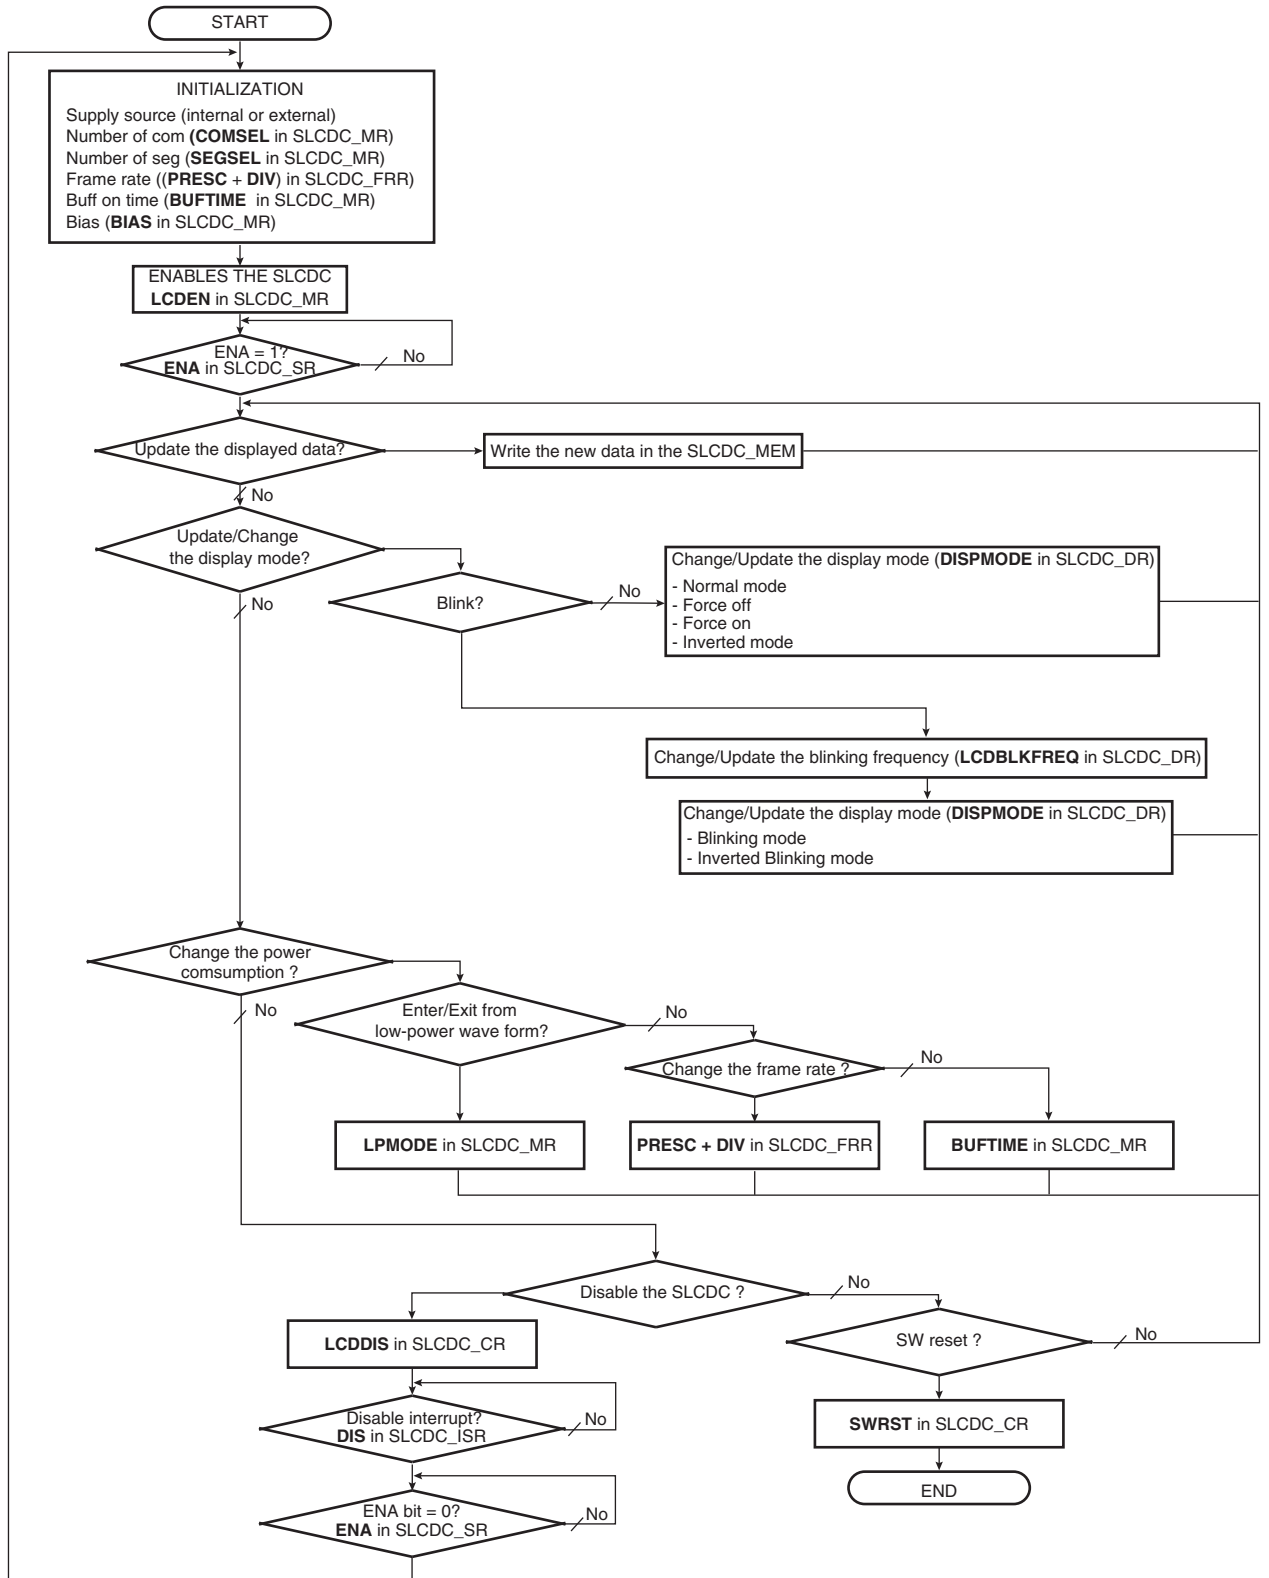 START
INITIALIZATION
Supply source (internal or external)
Number of com (COMSEL in SLCDC_MR)
Number of seg (SEGSEL in SLCDC_MR)
Frame rate ((PRESC + DIV) in SLCDC_FRR)
Buff on time (BUFTIME in SLCDC_MR)
Bias (BIAS in SLCDC_MR)
ENABLES THE SLCDC
LCDEN in SLCDC_MR
ENA = 1?
ENA in SLCDC_SR
No
Update the displayed data?
Write the new data in the SLCDC_MEM
No
Update/Change
the display mode?
No
Blink?
No
Change/Update the display mode (DISPMODE in SLCDC_DR)
- Normal mode
- Force off
- Force on
- Inverted mode
Change/Update the blinking frequency (LCDBLKFREQ in SLCDC_DR)
Change/Update the display mode (DISPMODE in SLCDC_DR)
- Blinking mode
- Inverted Blinking mode
Change the power
comsumption ?
No
Enter/Exit from
low-power wave form?
No
Change the frame rate ?
No
LPMODE in SLCDC_MR
PRESC + DIV in SLCDC_FRR
BUFTIME in SLCDC_MR
Disable the SLCDC ?
No
LCDDIS in SLCDC_CR
SW reset ?
No
Disable interrupt?
DIS in SLCDC_ISR
No
SWRST in SLCDC_CR
END
ENA bit = 0?
ENA in SLCDC_SR
No